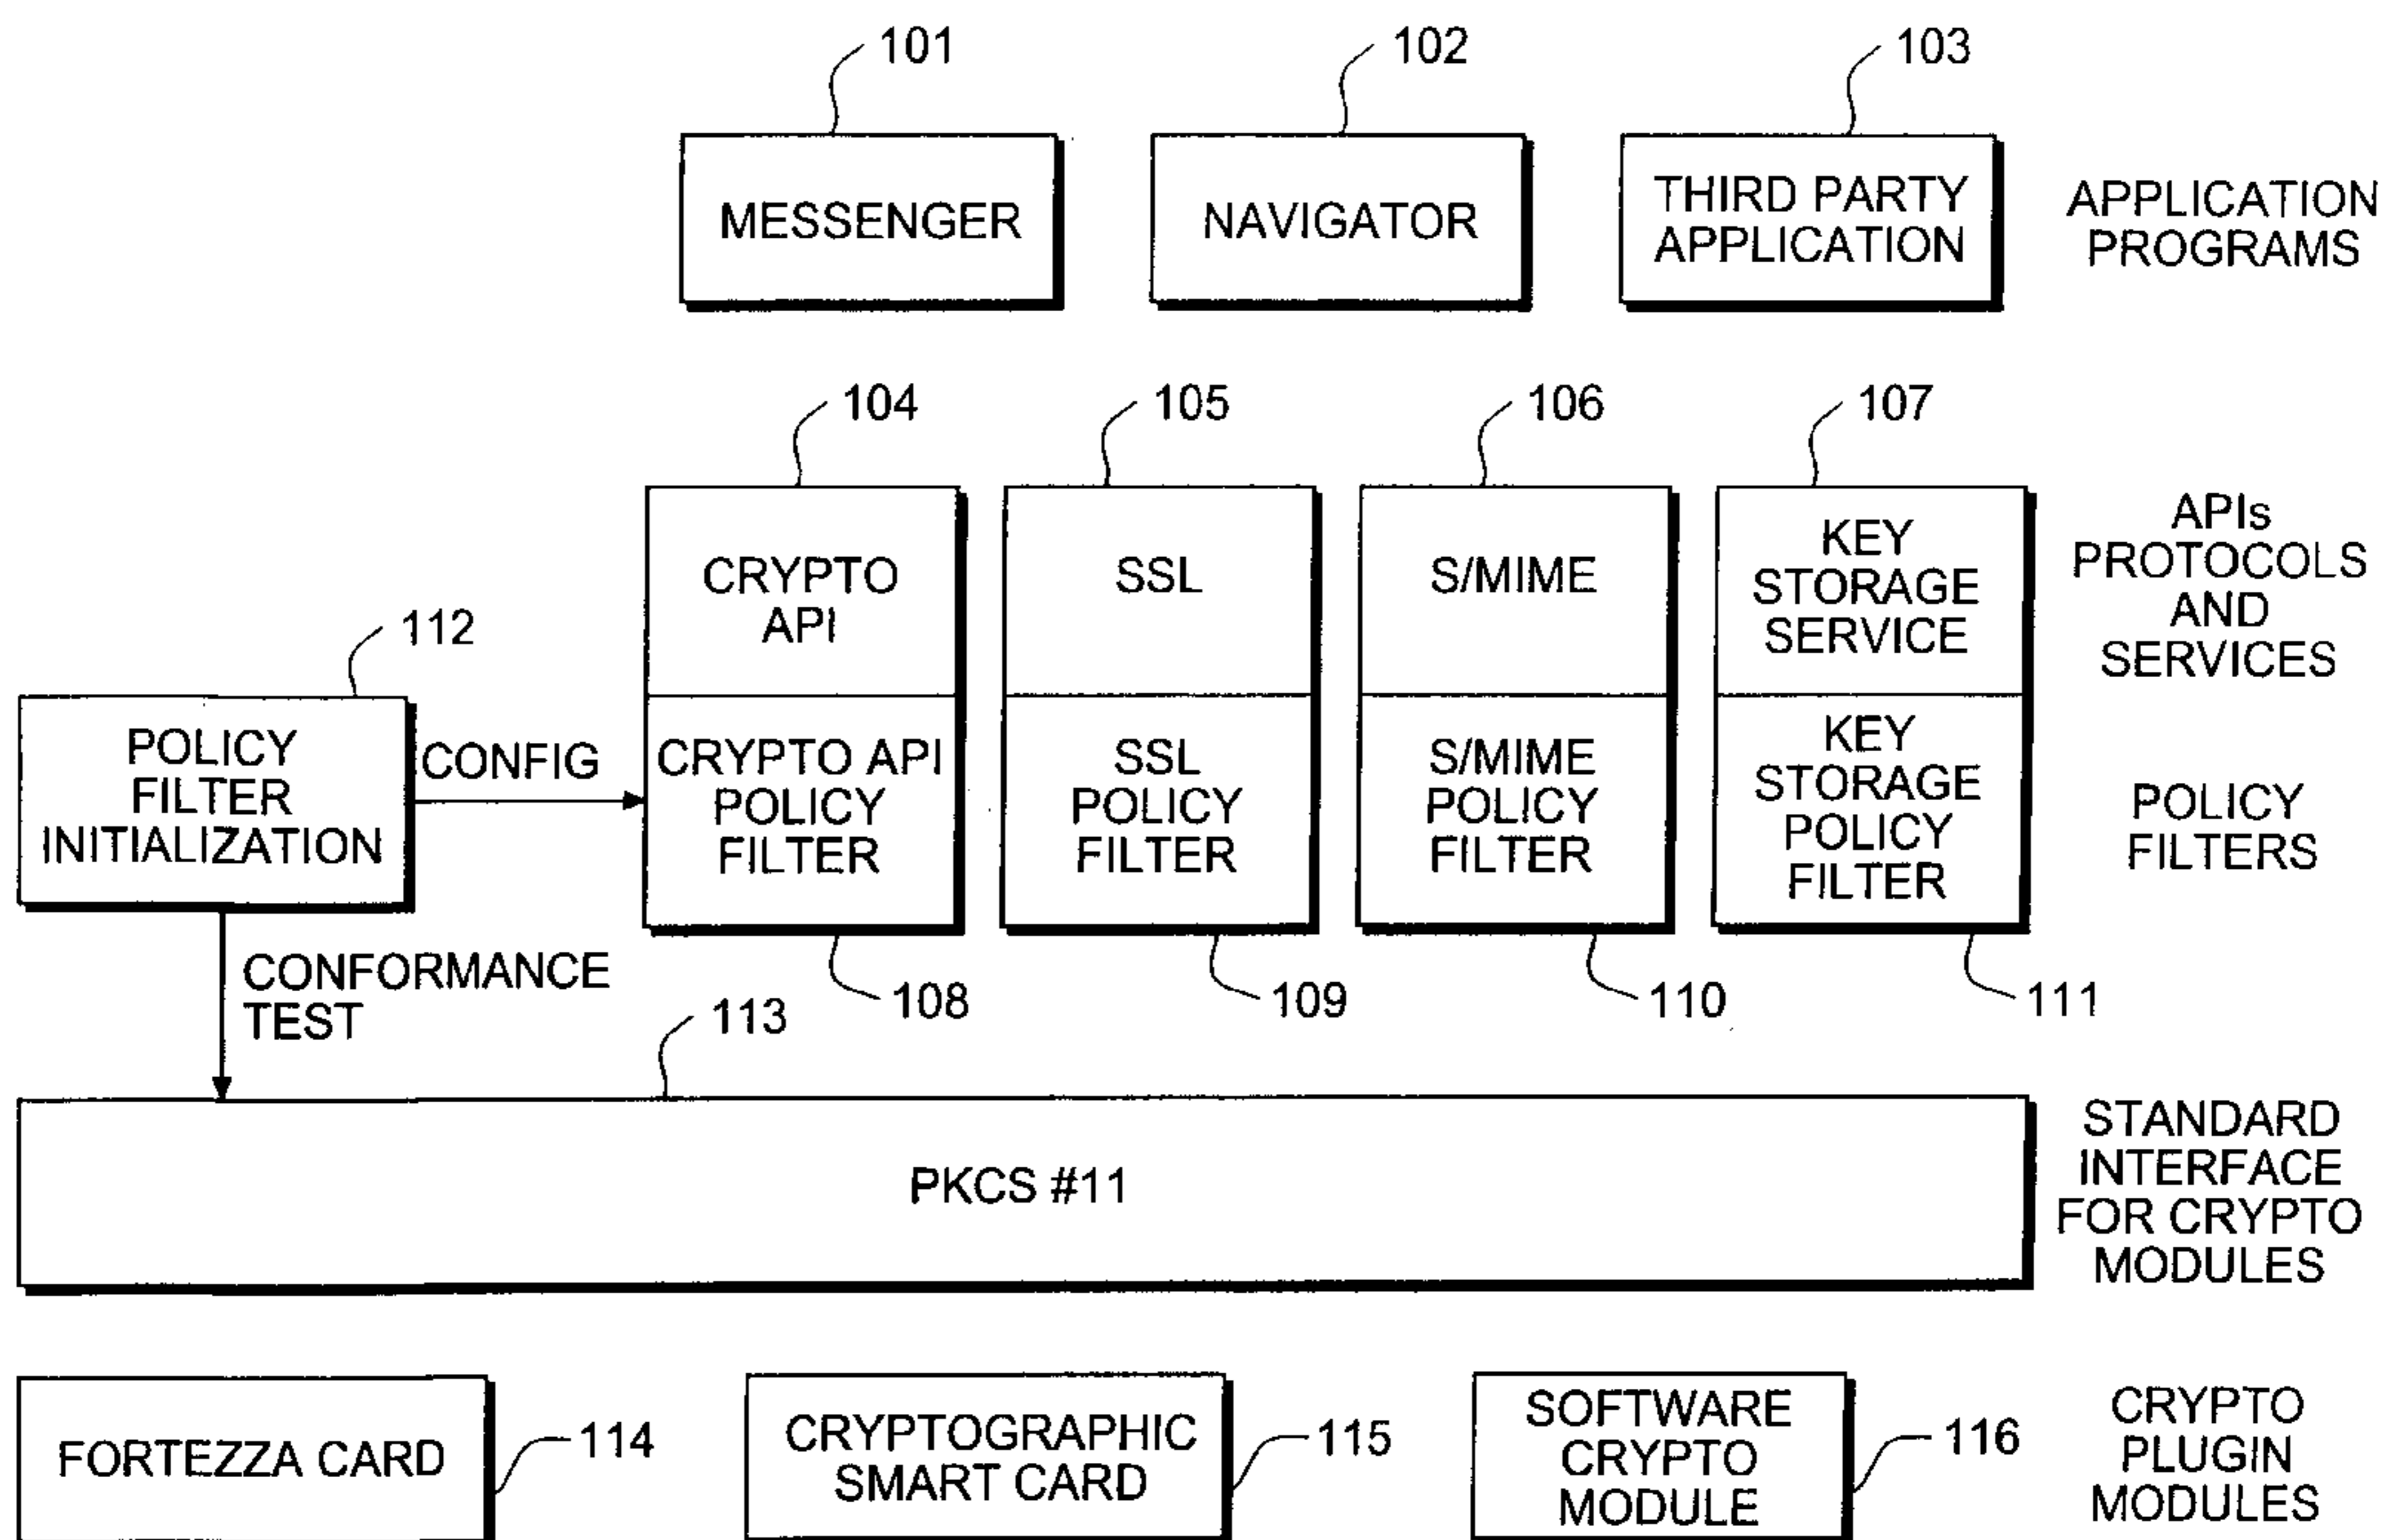 101
102
103
MESSENGER
NAVIGATOR
THIRD PARTY
APPLICATION
APPLICATION
PROGRAMS
104
105
106
107
CRYPTO
API
SSL
S/MIME
KEY
STORAGE
SERVICE
APIs
PROTOCOLS
AND
SERVICES
112
POLICY
FILTER
INITIALIZATION
CONFIG
CRYPTO API
POLICY
FILTER
SSL
POLICY
FILTER
S/MIME
POLICY
FILTER
KEY
STORAGE
POLICY
FILTER
POLICY
FILTERS
CONFORMANCE
TEST
108
109
110
111
113
PKCS #11
STANDARD
INTERFACE
FOR CRYPTO
MODULES
FORTEZZA CARD
114
CRYPTOGRAPHIC
SMART CARD
115
SOFTWARE
CRYPTO
MODULE
116
CRYPTO
PLUGIN
MODULES